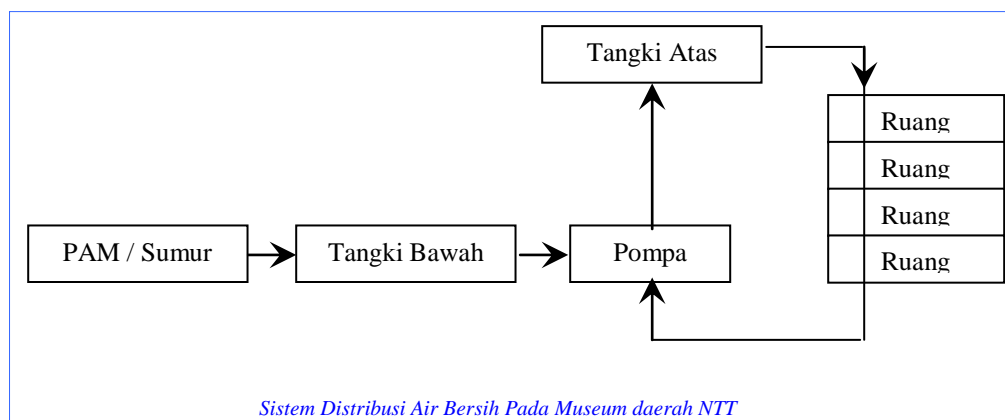 Tangki Atas
Ruang
Ruang
Ruang
Ruang
PAM / Sumur
Tangki Bawah
Pompa
Sistem Distribusi Air Bersih Pada Museum daerah NTT